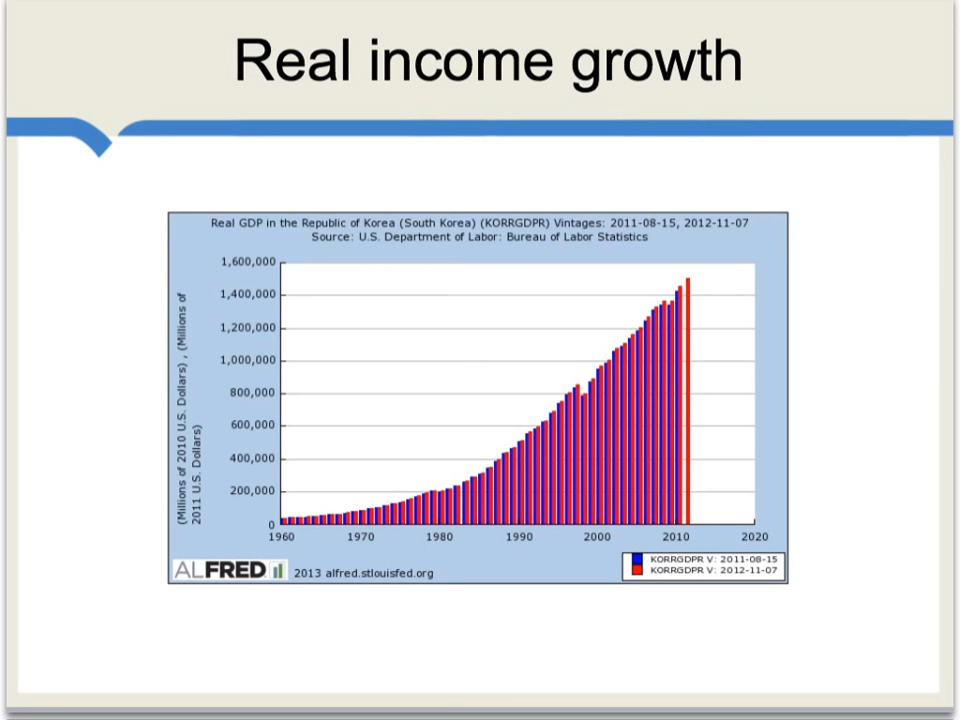 Real income growth
Real GDP in the Republic of Korea (South Korea) (KORRGDPR) Vintages: 2011-08-15, 2012-11-07
Source: U.S. Department of Labor: Bureau of Labor Statistics
(Millions of 2010 U.S. Dollars) , (Millions of
2011 U.S. Dollars)
1,600,000
1,400,000
1,200,000
1,000,000
800,000
600,000
400,000
200,000
0
1960 1970 1980 1990 2000 2010 2020
ALFRED 2013 alfred.stlouisfed.org
KORRGDPR V: 2011-08-15
KORRGDPR V: 2012-11-07